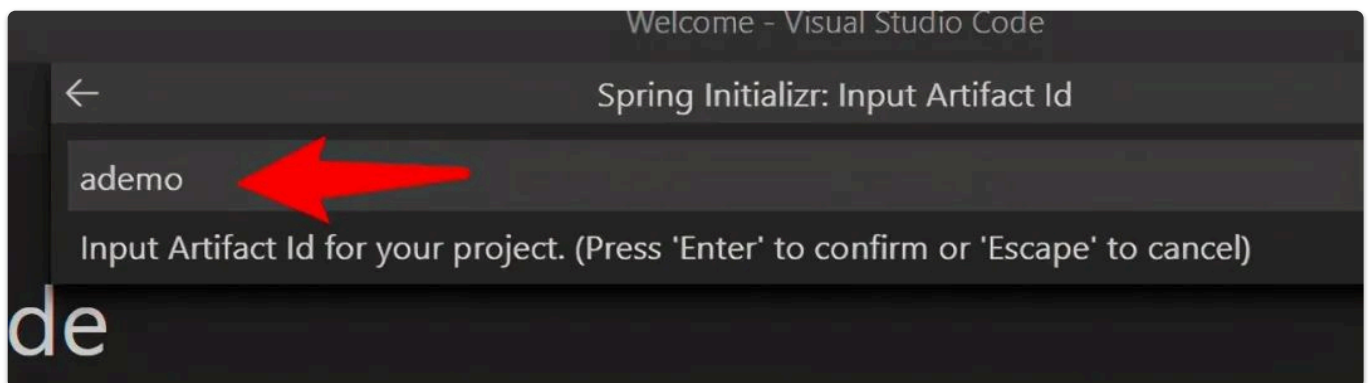 Welcome - Visual Studio Code
Spring Initializr: Input Artifact Id
ademo
Input Artifact Id for your project. (Press 'Enter' to confirm or 'Escape' to cancel)
de